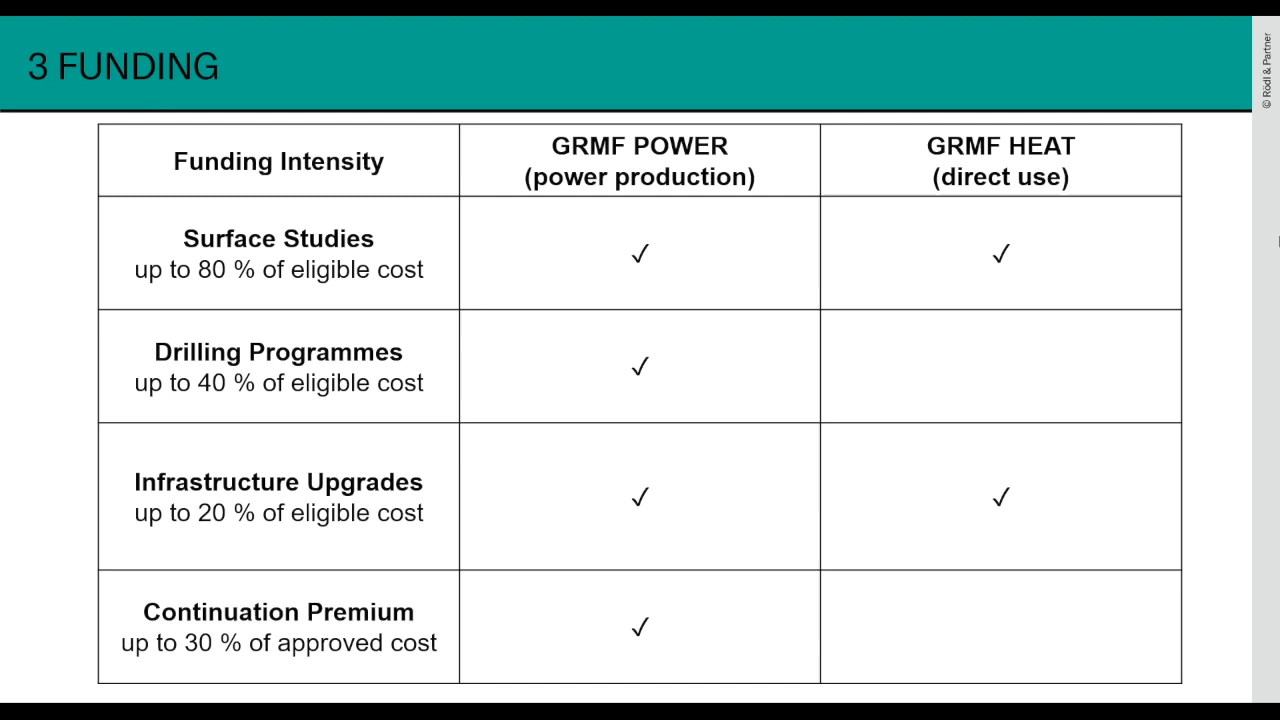 3 FUNDING
© Rödl & Partner
Funding Intensity
GRMF POWER
(power production)
GRMF HEAT
(direct use)
Surface Studies
up to 80 % of eligible cost
✓
✓
Drilling Programmes
up to 40 % of eligible cost
✓
Infrastructure Upgrades
up to 20 % of eligible cost
✓
✓
Continuation Premium
up to 30 % of approved cost
✓